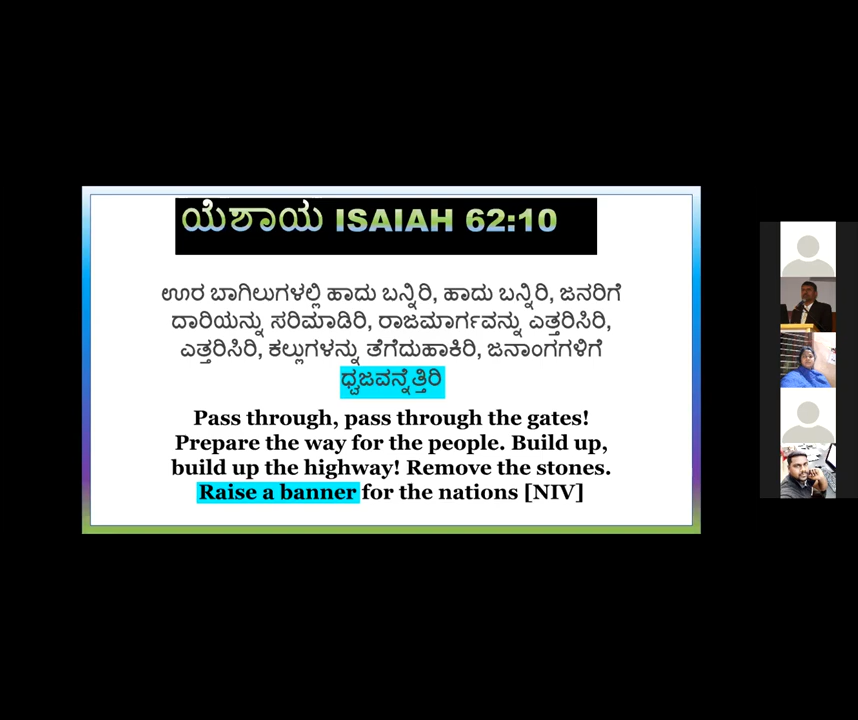 ಯೆಶಾಯ ISAIAH 62:10
ಊರ ಬಾಗಿಲುಗಳಲ್ಲಿ ಹಾದು ಬನ್ನಿರಿ, ಹಾದು ಬನ್ನಿರಿ, ಜನರಿಗೆ
ದಾರಿಯನ್ನು ಸರಿಮಾಡಿರಿ, ರಾಜಮಾರ್ಗವನ್ನು ಎತ್ತರಿಸಿರಿ,
ಎತ್ತರಿಸಿರಿ, ಕಲ್ಲುಗಳನ್ನು ತೆಗೆದುಹಾಕಿರಿ, ಜನಾಂಗಗಳಿಗೆ
ಧ್ವಜವನ್ನೆತ್ತಿರಿ
Pass through, pass through the gates!
Prepare the way for the people. Build up,
build up the highway! Remove the stones.
Raise a banner for the nations [NIV]